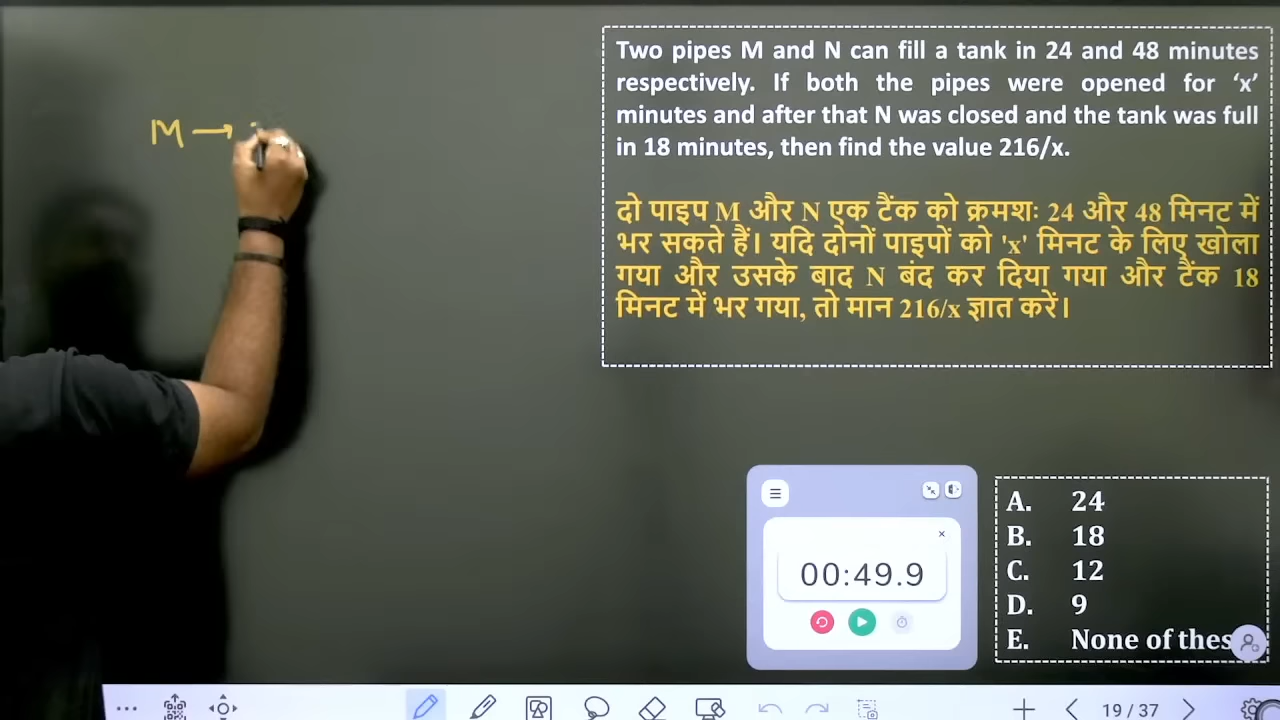 Two pipes M and N can fill a tank in 24 and 48 minutes
respectively. If both the pipes were opened for ‘x’
minutes and after that N was closed and the tank was full
in 18 minutes, then find the value 216/x.
M →
दो पाइप M और N एक टैंक को क्रमशः 24 और 48 मिनट में
भर सकते हैं। यदि दोनों पाइपों को 'x' मिनट के लिए खोला
गया और उसके बाद N बंद कर दिया गया और टैंक 18
मिनट में भर गया, तो मान 216/x ज्ञात करें।
00:49.9
A. 24
B. 18
C. 12
D. 9
E. None of thes
19 / 37